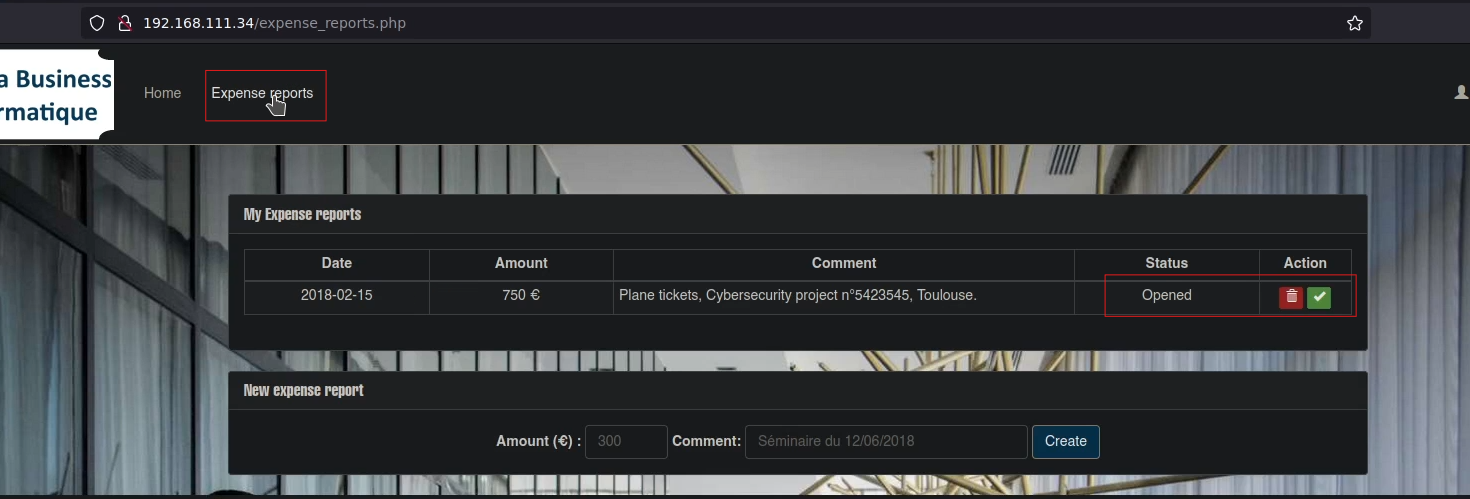 192.168.111.34/expense_reports.php
a Business
rmatique
Home
Expense reports
My Expense reports
Date Amount Comment Status Action
2018-02-15 750 € Plane tickets, Cybersecurity project n°5423545, Toulouse. Opened
New expense report
Amount (€) : 300 Comment: Séminaire du 12/06/2018 Create